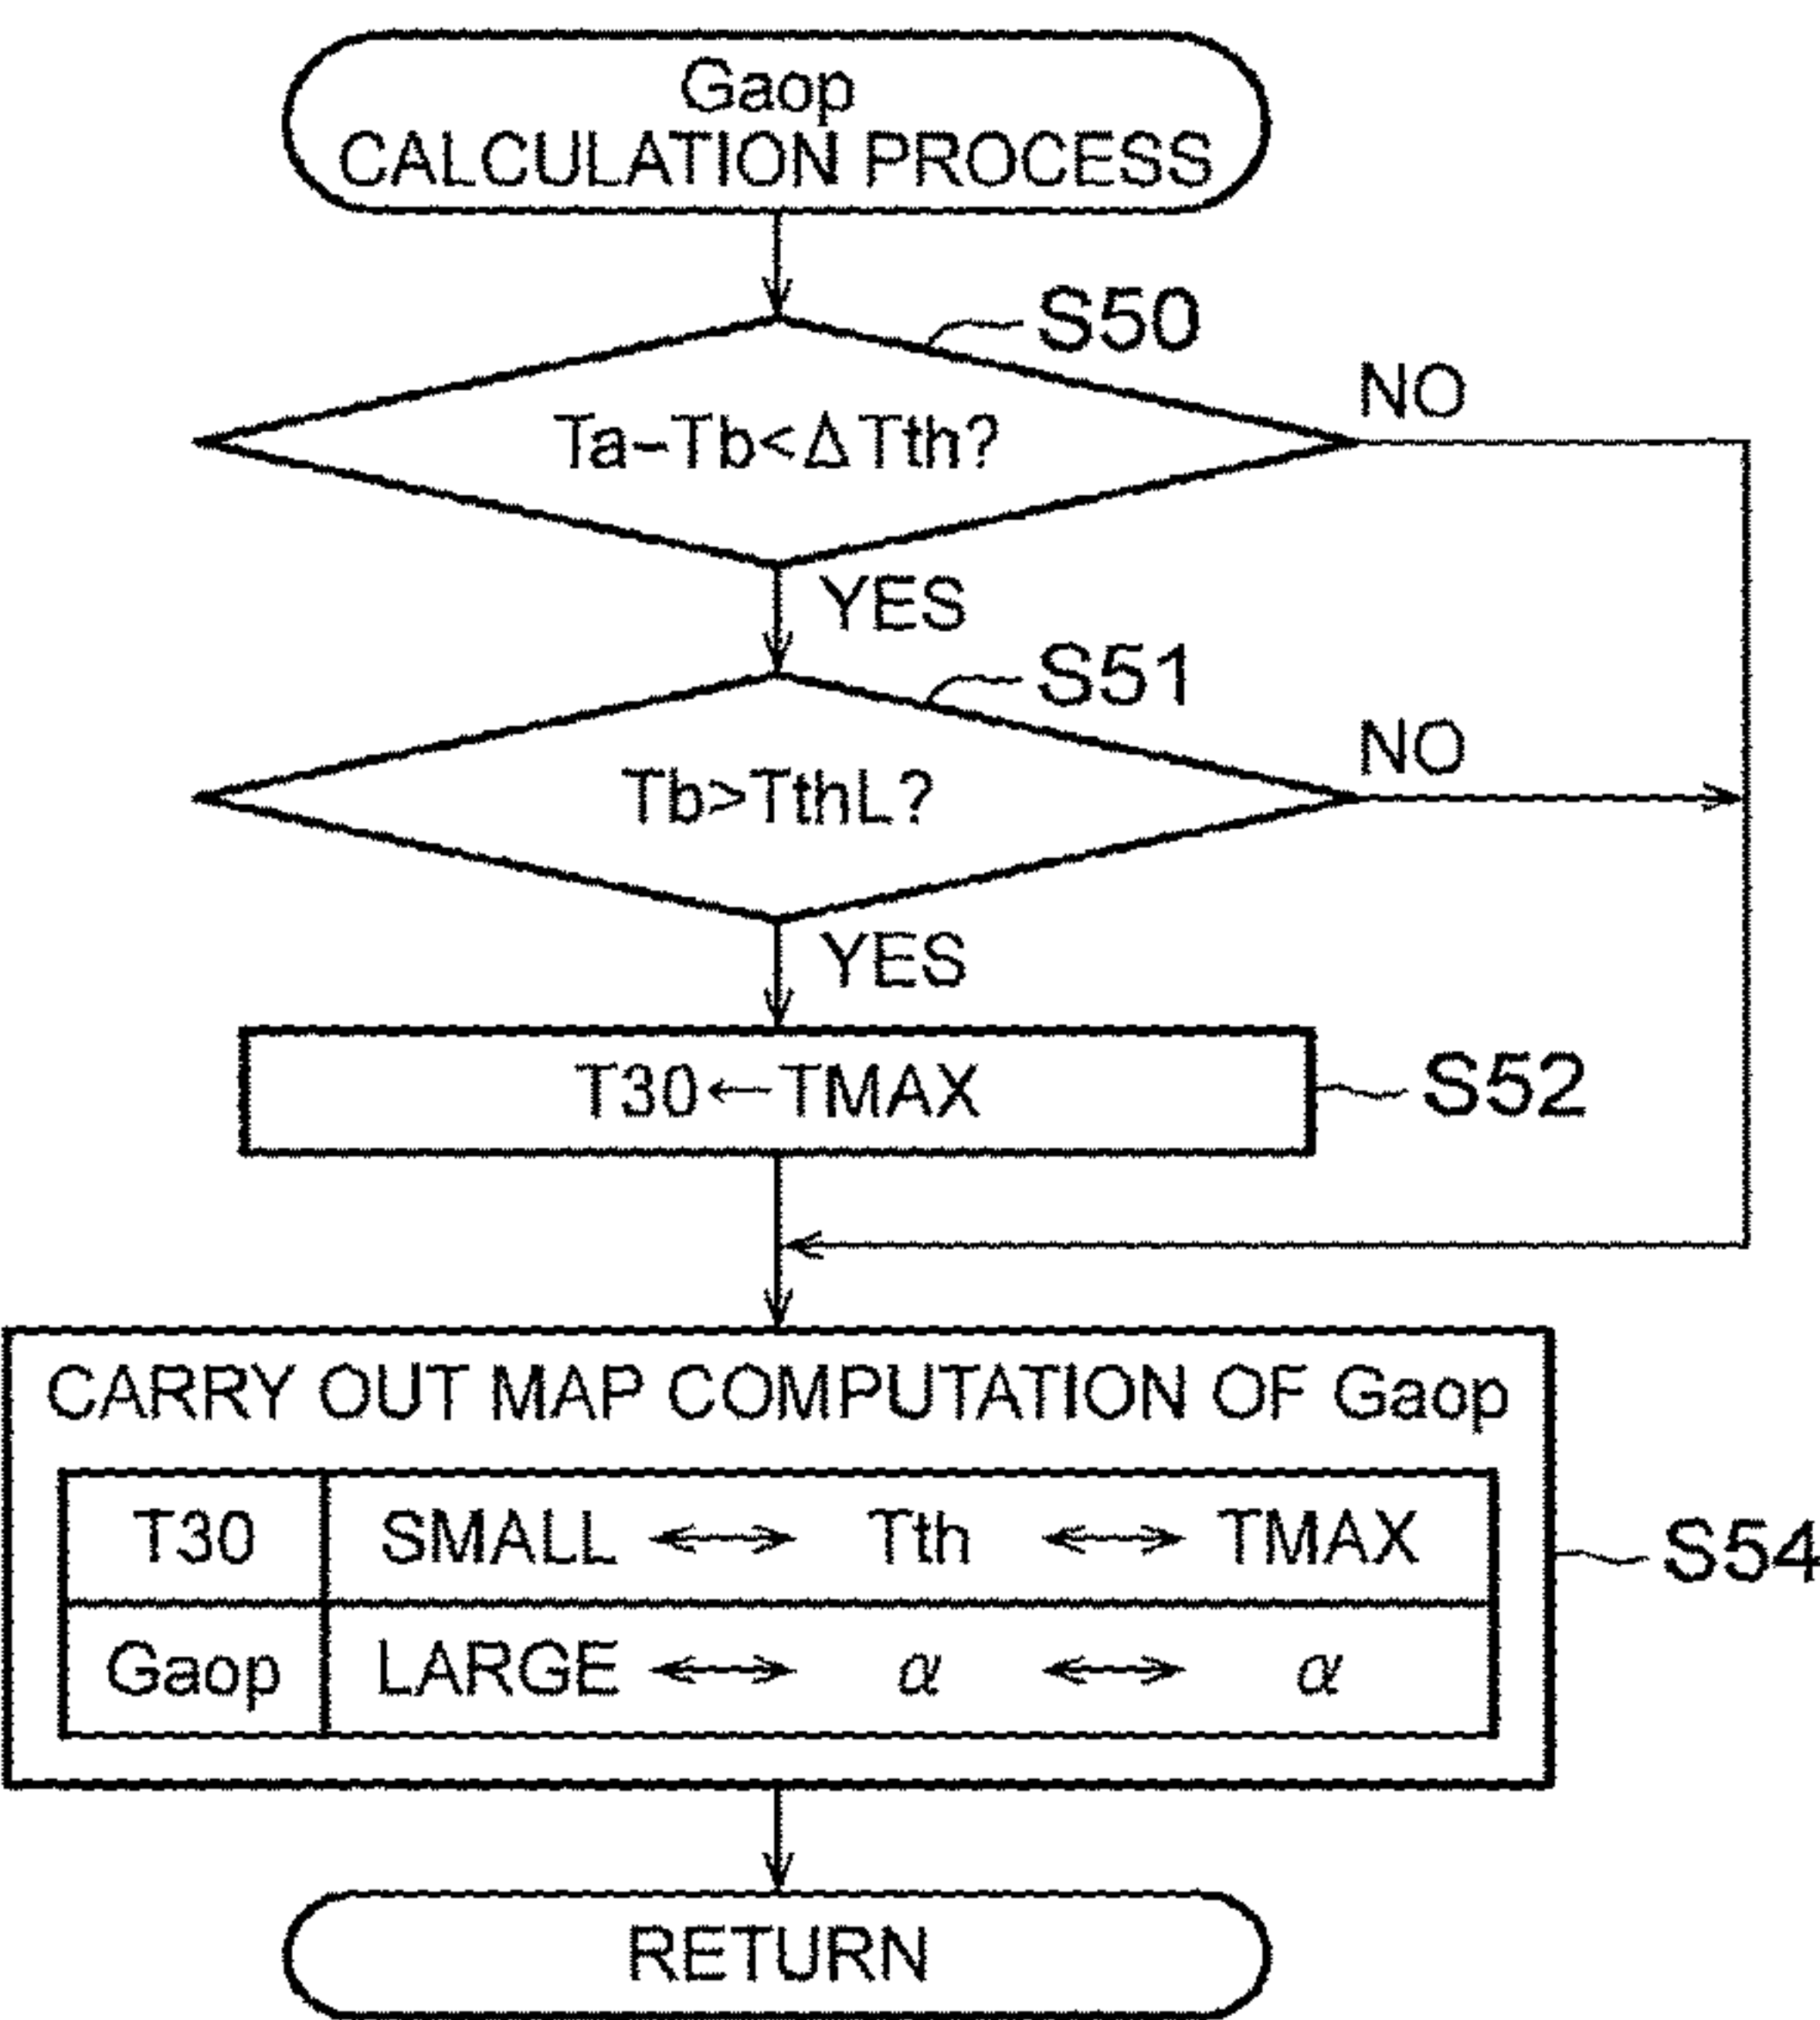 Gaop
CALCULATION PROCESS
S50
Ta-Tb<ΔTth?
NO
YES
S51
Tb>TthL?
NO
YES
T30←TMAX
S52
CARRY OUT MAP COMPUTATION OF Gaop
T30 SMALL ↔ Tth ↔ TMAX
S54
Gaop LARGE ↔ α ↔ α
RETURN